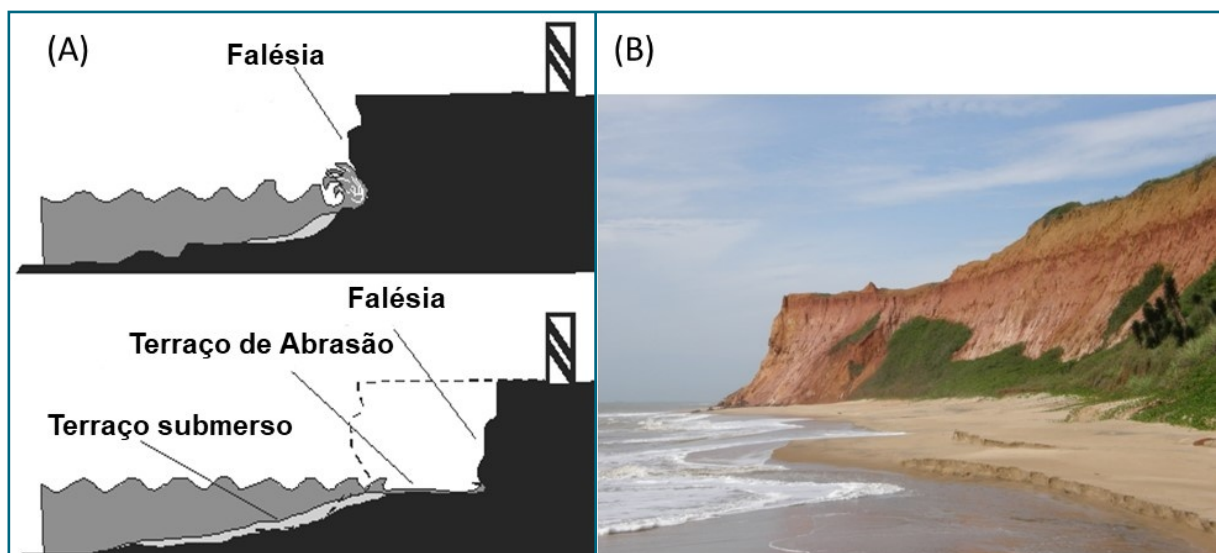 (A)
Falésia
Falésia
Terraço de Abrasão
Terraço submerso
(B)